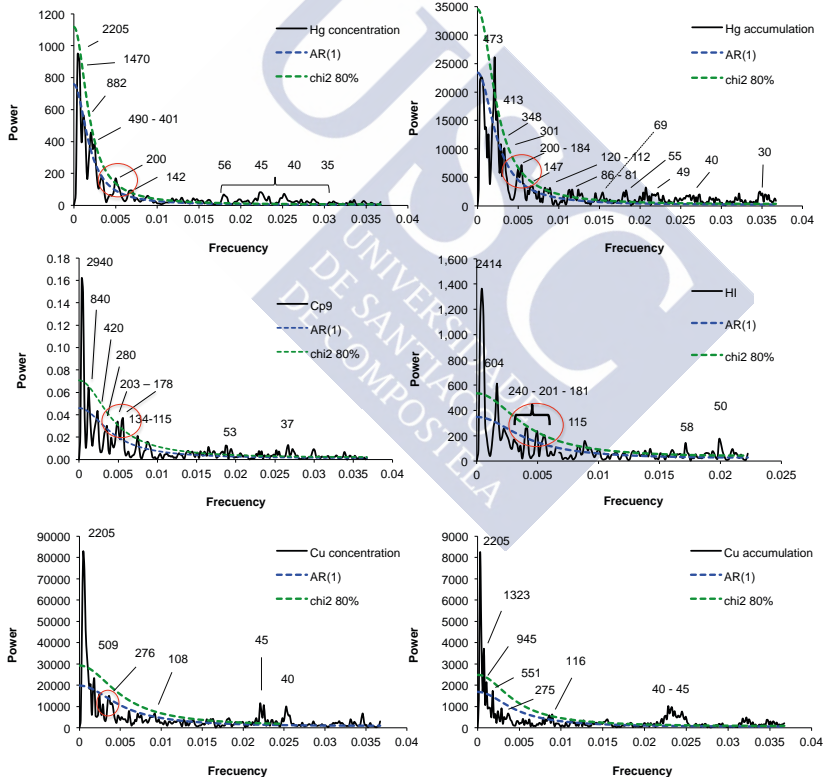 1200
1000
800
600
400
200
0
Power
2205
1470
882
490 - 401
200
142
56 45 40 35
Hg concentration
AR(1)
chi2 80%
0 0.005 0.01 0.015 0.02 0.025 0.03 0.035 0.04
Frecuency
35000
30000
25000
20000
15000
10000
5000
0
Power
473
413
348
301
200 - 184
147
120 - 112
86 - 81
69
55
49
40
30
Hg accumulation
AR(1)
chi2 80%
0 0.005 0.01 0.015 0.02 0.025 0.03 0.035 0.04
Frecuency
0.18
0.16
0.14
0.12
0.10
0.08
0.06
0.04
0.02
0.00
Power
2940
840
420
280
203 – 178
134-115
53
37
Cp9
AR(1)
chi2 80%
0 0.005 0.01 0.015 0.02 0.025 0.03 0.035 0.04
Frecuency
1,600
1,400
1,200
1,000
800
600
400
200
0
Power
2414
604
240 - 201 - 181
115
58
50
HI
AR(1)
chi2 80%
0 0.005 0.01 0.015 0.02 0.025
Frecuency
90000
80000
70000
60000
50000
40000
30000
20000
10000
0
Power
2205
509
276
108
45
40
Cu concentration
AR(1)
chi2 80%
0 0.005 0.01 0.015 0.02 0.025 0.03 0.035 0.04
Frecuency
9000
8000
7000
6000
5000
4000
3000
2000
1000
0
Power
2205
1323
945
551
275
116
40 - 45
Cu accumulation
AR(1)
chi2 80%
0 0.005 0.01 0.015 0.02 0.025 0.03 0.035 0.04
Frecuency
USC
UNIVERSIDADE
DE SANTIAGO
DE COMPOSTELA